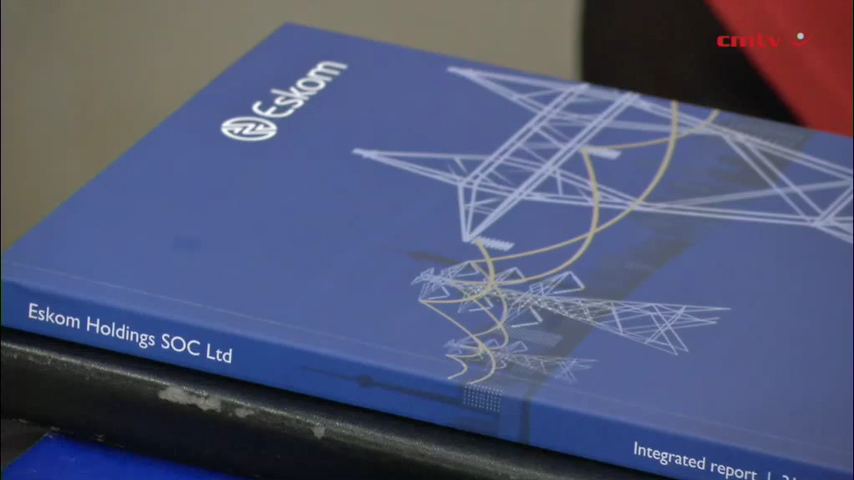 cmtv
Eskom
Eskom Holdings SOC Ltd
Integrated report |